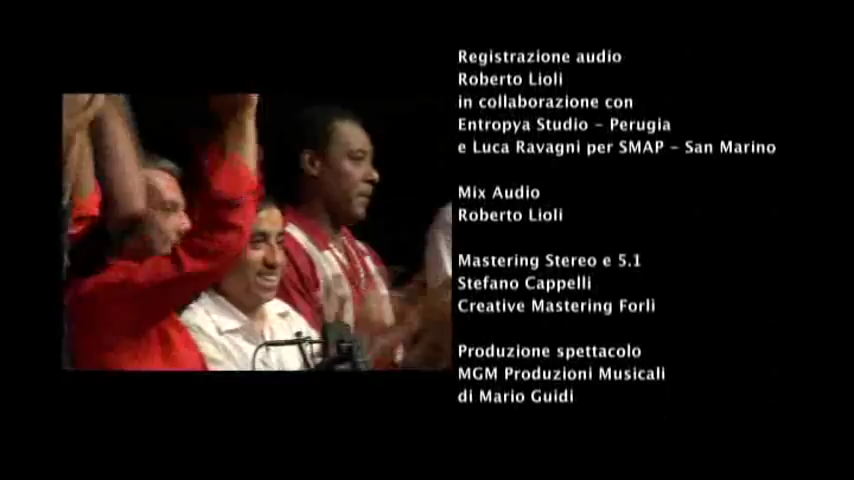 Registrazione audio
Roberto Lioli
in collaborazione con
Entropya Studio - Perugia
e Luca Ravagni per SMAP - San Marino
Mix Audio
Roberto Lioli
Mastering Stereo e 5.1
Stefano Cappelli
Creative Mastering Forlì
Produzione spettacolo
MGM Produzioni Musicali
di Mario Guidi